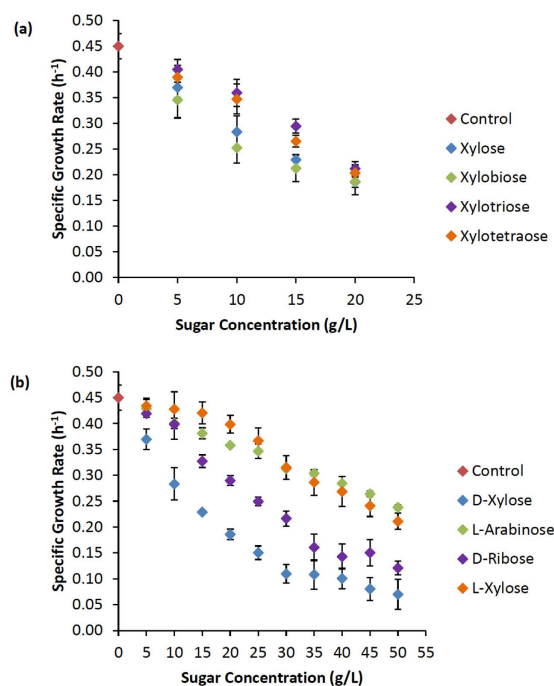 (a)
Specific Growth Rate (h⁻¹)
0.50
0.45
0.40
0.35
0.30
0.25
0.20
0.15
0.10
0.05
0.00
0 5 10 15 20 25
Sugar Concentration (g/L)
Control
Xylose
Xylobiose
Xylotriose
Xylotetraose
(b)
Specific Growth Rate (h⁻¹)
0.50
0.45
0.40
0.35
0.30
0.25
0.20
0.15
0.10
0.05
0.00
0 5 10 15 20 25 30 35 40 45 50 55
Sugar Concentration (g/L)
Control
D-Xylose
L-Arabinose
D-Ribose
L-Xylose